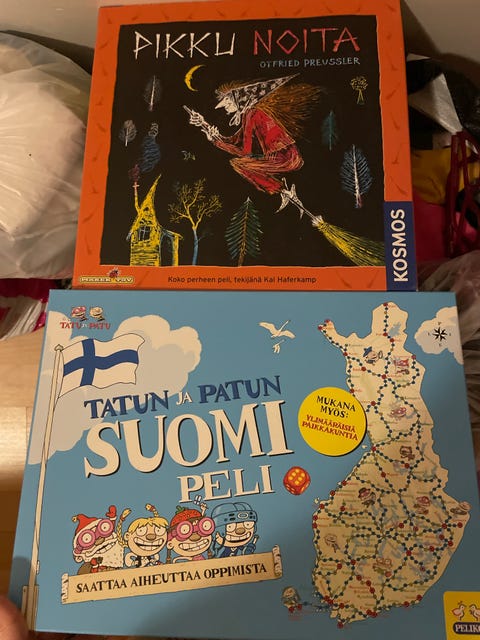 PIKKU NOITA
OTFRIED PREUSSLER
KOSMOS
Koko perheen peli, tekijänä Kai Haferkamp
TATU JA PATU
TATUN JA PATUN
SUOMI
PELI
MUKANA
MYÖS:
YLIMÄÄRÄISIÄ
PAIKKAKUNTIA
SAATTAA AIHEUTTAA OPPIMISTA
PELIKO